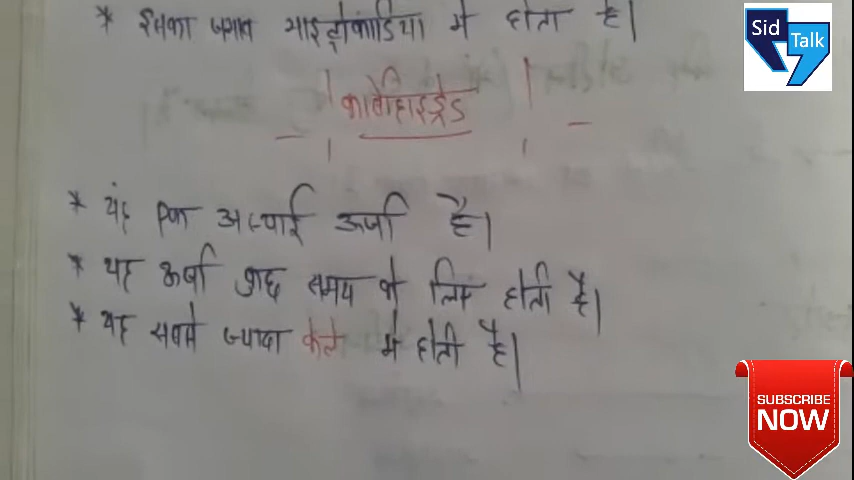 * इसका जमाव माइट्रोकांडिया में होता है।
Sid
Talk
कार्बोहाइड्रेड
* यह एक अस्थाई ऊर्जा है।
* यह ऊर्जा कुछ समय के लिए होती है।
* यह सबसे ज्यादा केले में होती है।
SUBSCRIBE
NOW